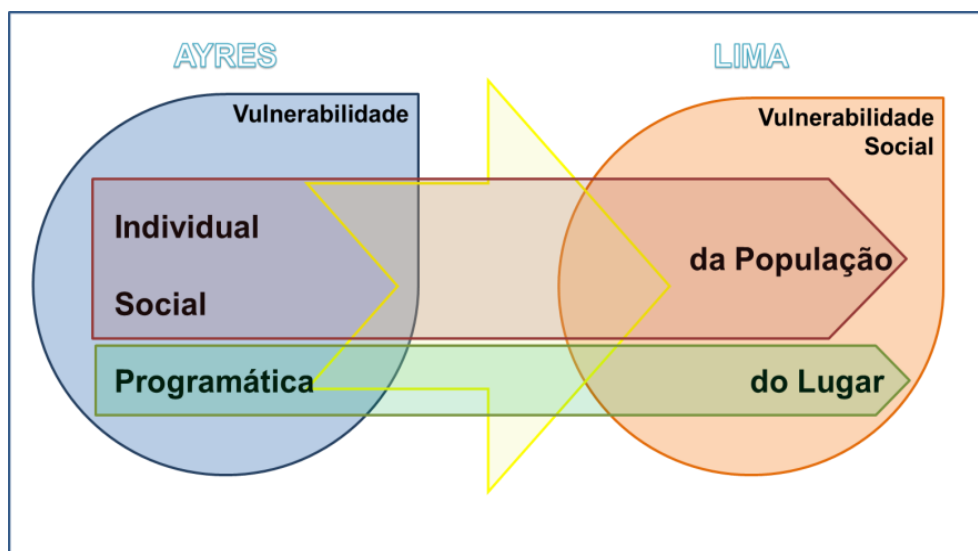 AYRES
LIMA
Vulnerabilidade
Vulnerabilidade
Social
Individual
Social
da População
Programática
do Lugar